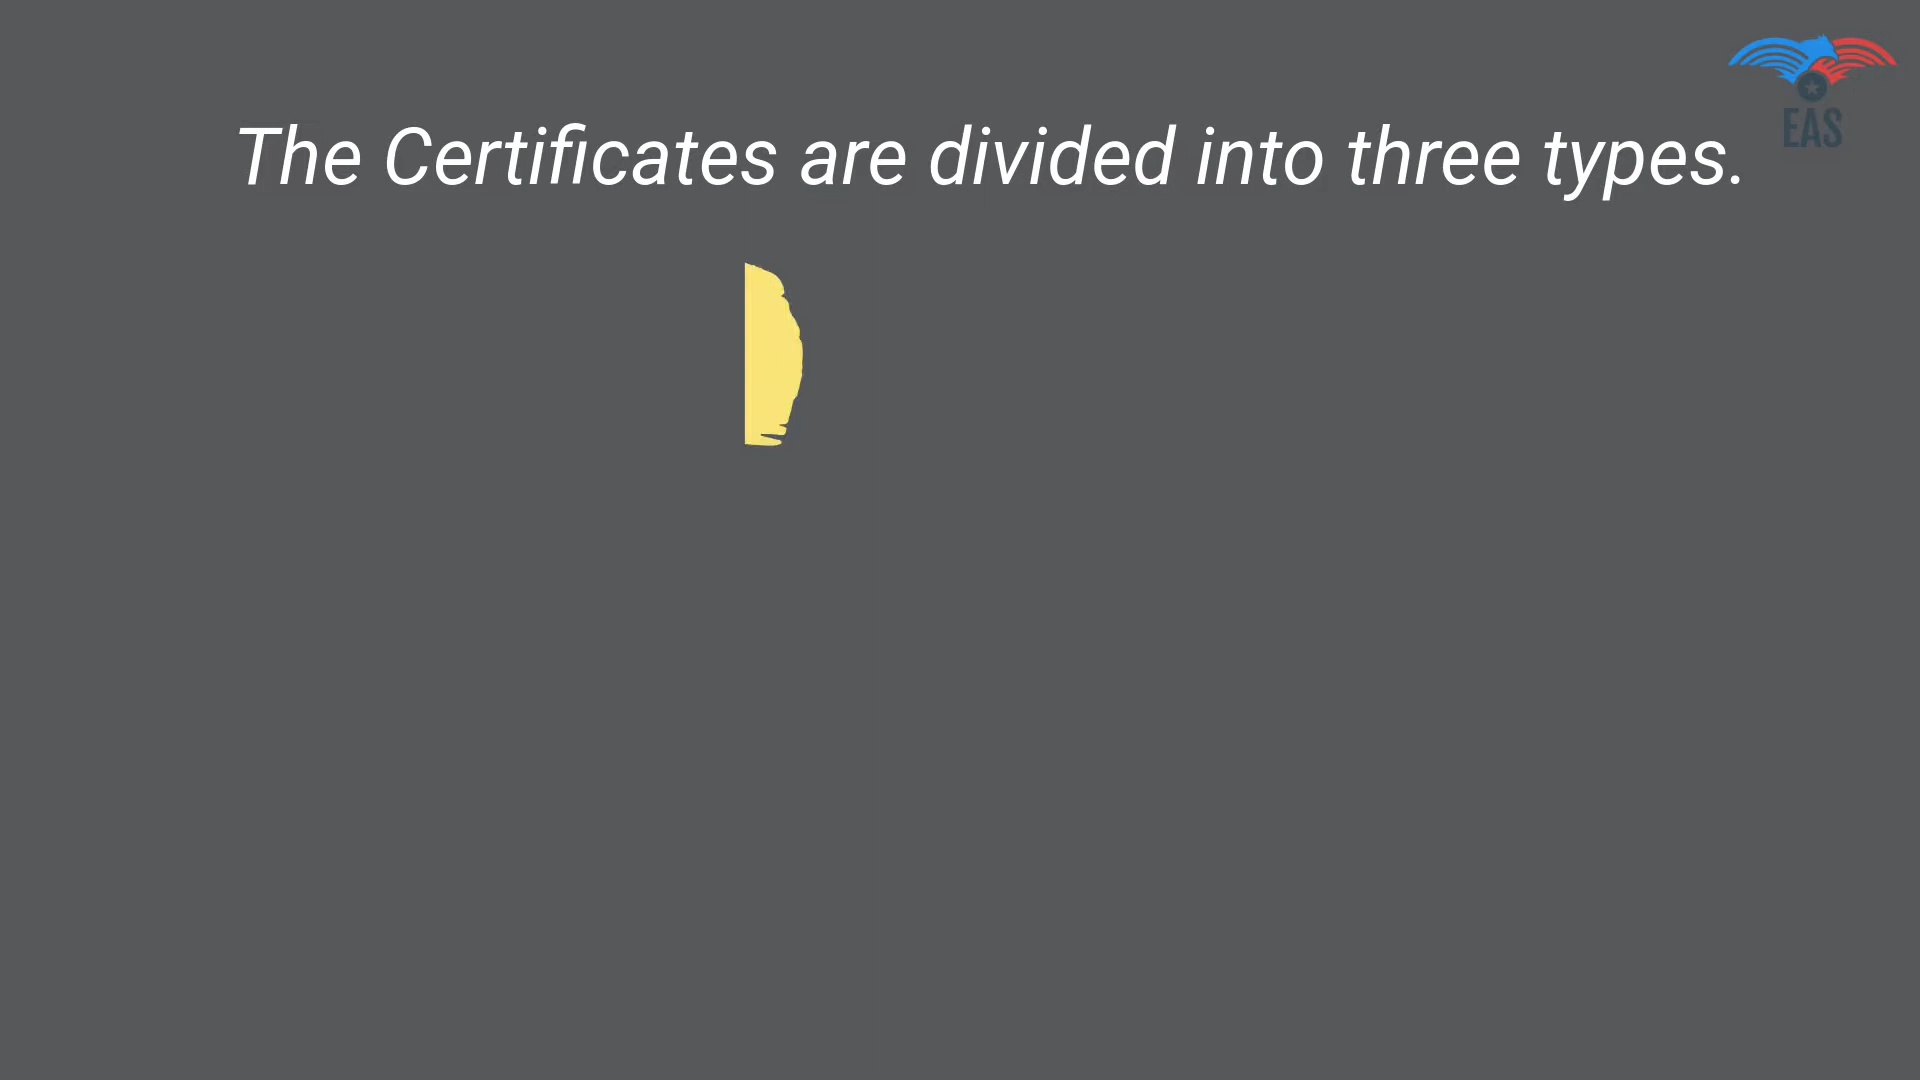 The Certificates are divided into three types.
EAS